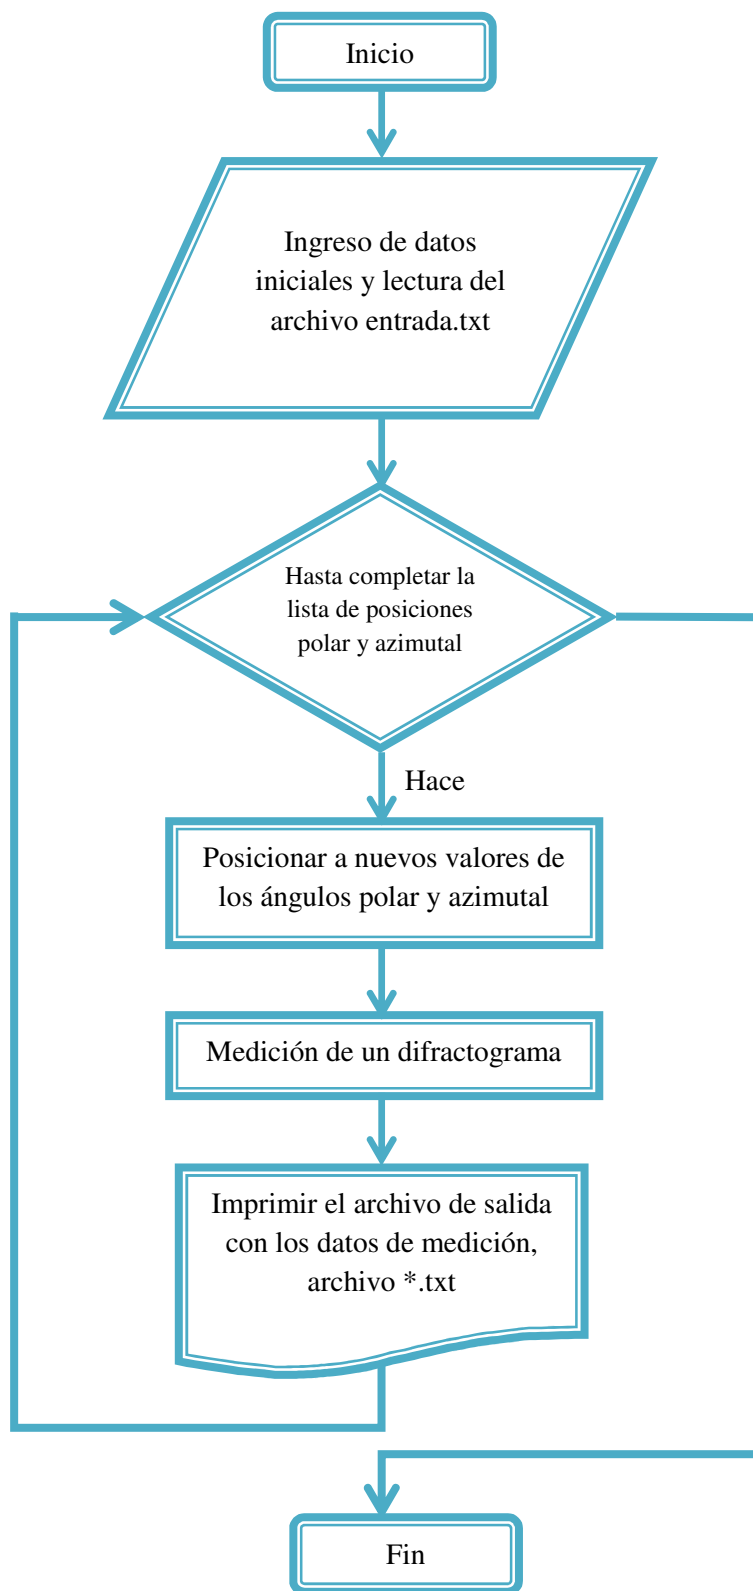 Inicio
Ingreso de datos
iniciales y lectura del
archivo entrada.txt
Hasta completar la
lista de posiciones
polar y azimutal
Hace
Posicionar a nuevos valores de
los ángulos polar y azimutal
Medición de un difractograma
Imprimir el archivo de salida
con los datos de medición,
archivo *.txt
Fin